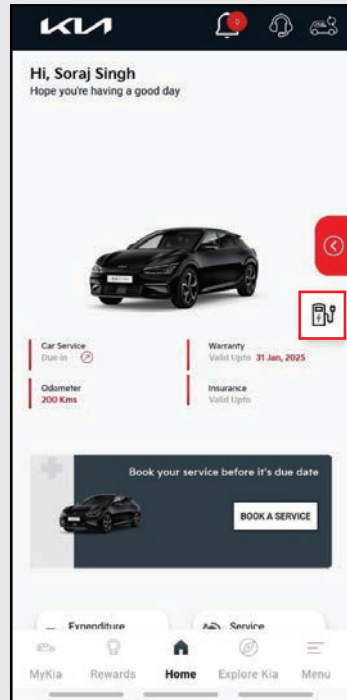 KIA
Hi, Soraj Singh
Hope you're having a good day
Car Service
Due in
Warranty
Valid Upto 31 Jan, 2025
Odometer
200 Kms
Insurance
Valid Upto
Book your service before it's due date
BOOK A SERVICE
Expenditure
Service
MyKia Rewards Home Explore Kia Menu